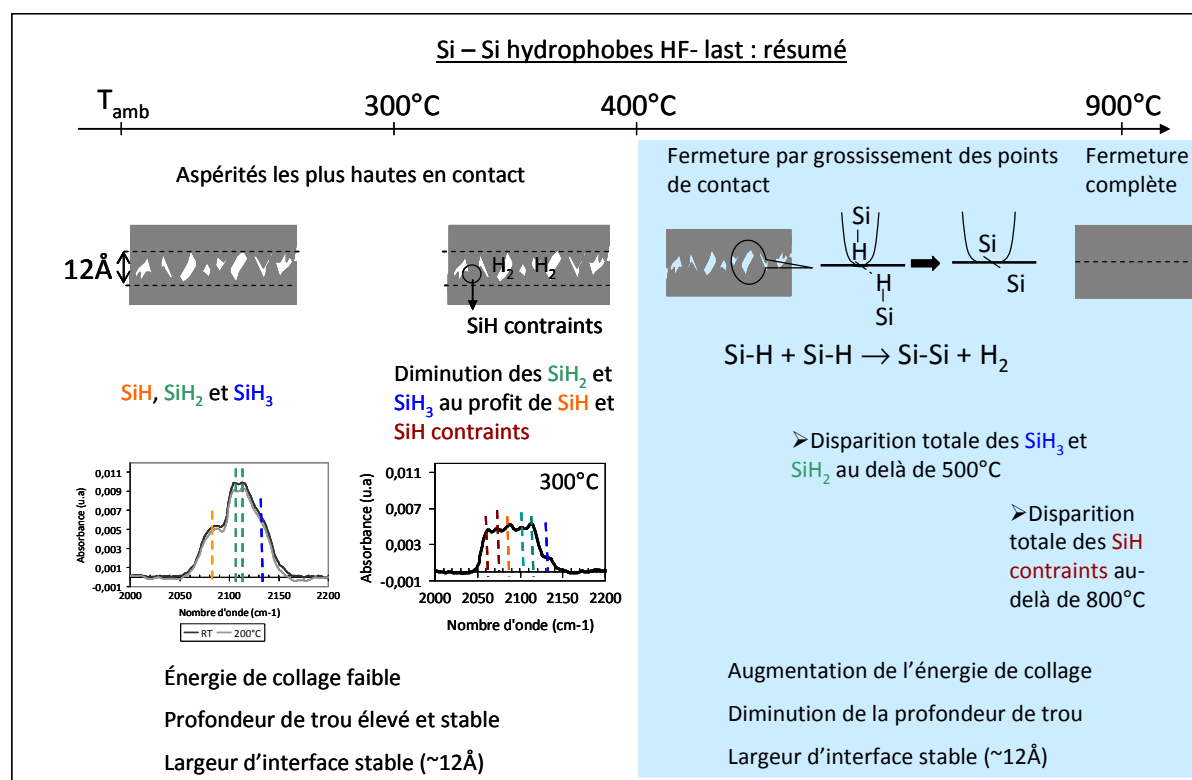 Si – Si hydrophobes HF- last : résumé
T amb
300°C
400°C
900°C
Aspérités les plus hautes en contact
Fermeture par grossissement des points
de contact
Fermeture
complète
12Å
H2
H2
SiH contraints
Si
H
H
Si
Si
Si
Si-H + Si-H → Si-Si + H2
SiH, SiH2 et SiH3
Diminution des SiH2 et
SiH3 au profit de SiH et
SiH contraints
➢Disparition totale des SiH3 et
SiH2 au delà de 500°C
➢Disparition
totale des SiH
contraints au-
delà de 800°C
Absorbance (u.a)
0,011
0,009
0,007
0,005
0,003
0,001
-0,001
2000
2050
2100
2150
2200
Nombre d'onde (cm-1)
RT
200°C
Absorbance (u.a)
300°C
0,011
0,007
0,003
-0,001
2000
2050
2100
2150
2200
Nombre d'onde (cm-1)
Énergie de collage faible
Profondeur de trou élevé et stable
Largeur d’interface stable (~12Å)
Augmentation de l’énergie de collage
Diminution de la profondeur de trou
Largeur d’interface stable (~12Å)